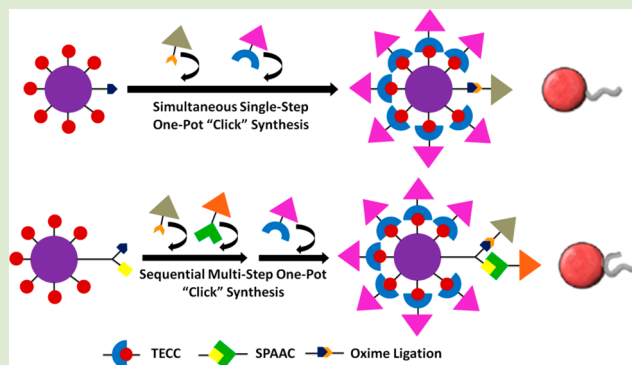 Simultaneous Single-Step
One-Pot “Click” Synthesis
Sequential Multi-Step One-Pot
“Click” Synthesis
TECC
SPAAC
Oxime Ligation